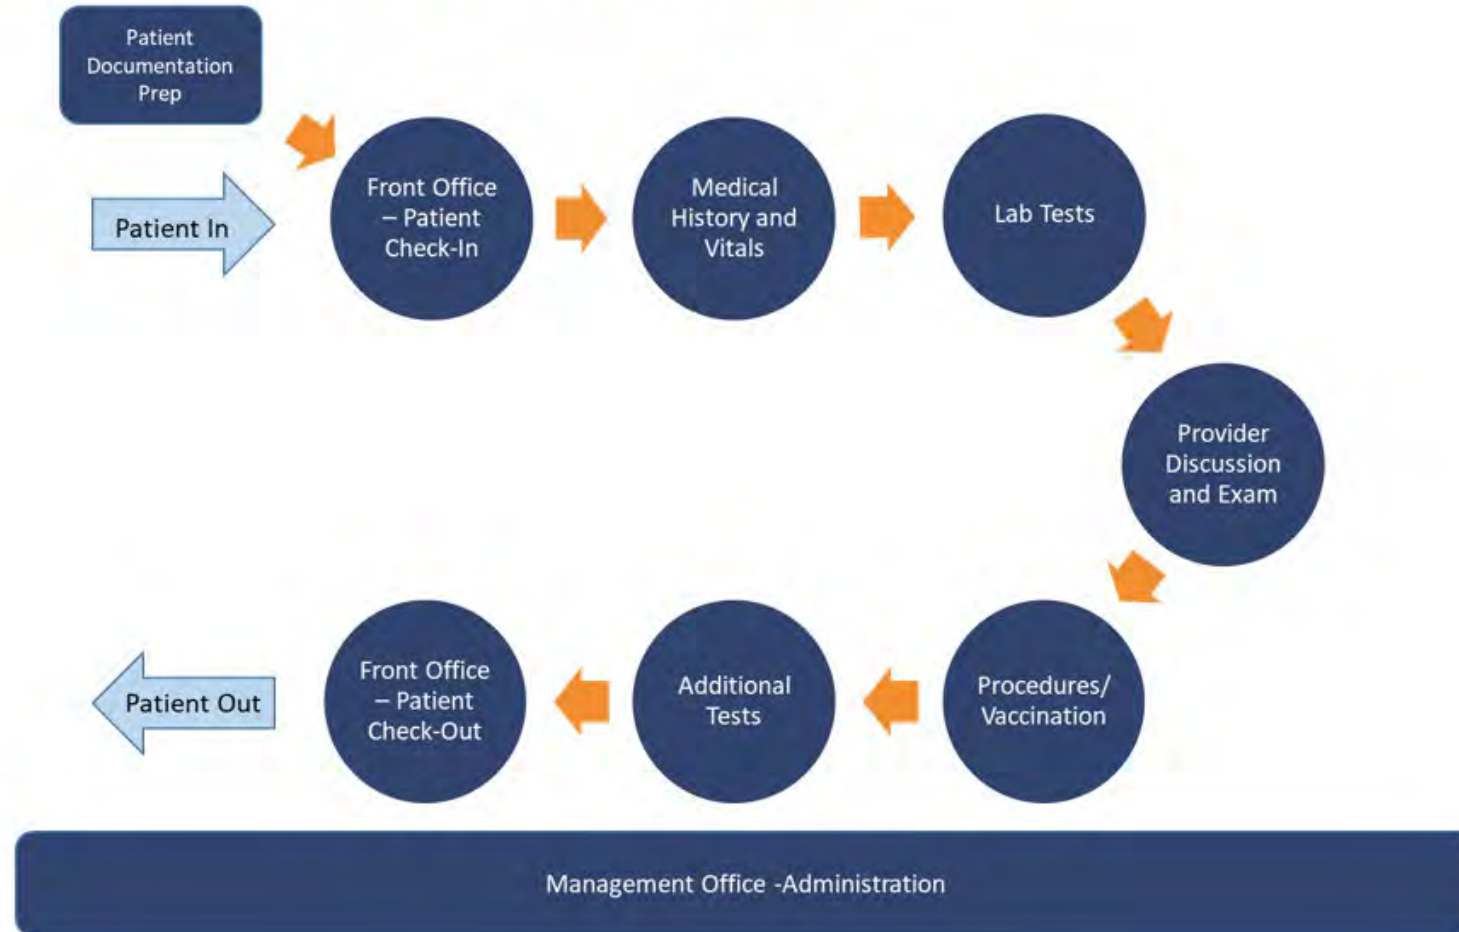 Patient
Documentation
Prep
Patient In
Front Office
– Patient
Check-In
Medical
History and
Vitals
Lab Tests
Provider
Discussion
and Exam
Procedures/
Vaccination
Additional
Tests
Front Office
– Patient
Check-Out
Patient Out
Management Office -Administration